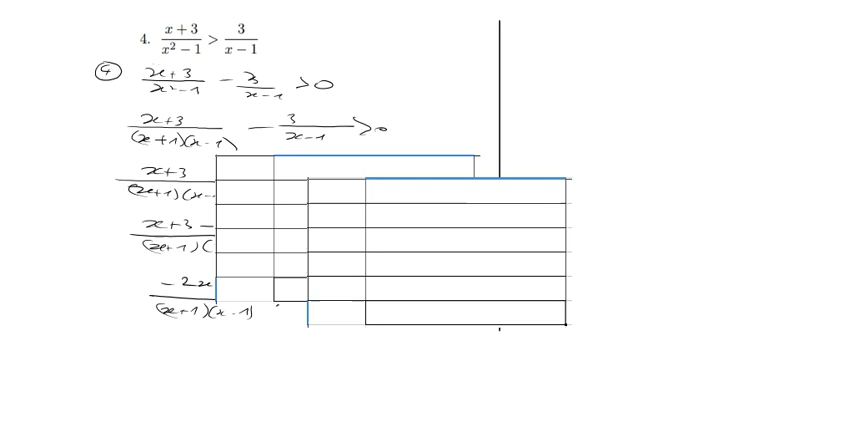 4. x + 3 / x² − 1 > 3 / x − 1
④ x+3 / x²-1 - 3 / x-1 > 0
x+3 / (x+1)(x-1) - 3 / x-1 > 0
x+3 / (x+1)(x-
x+3 - / (x+1)(
-2x / (x+1)(x-1)